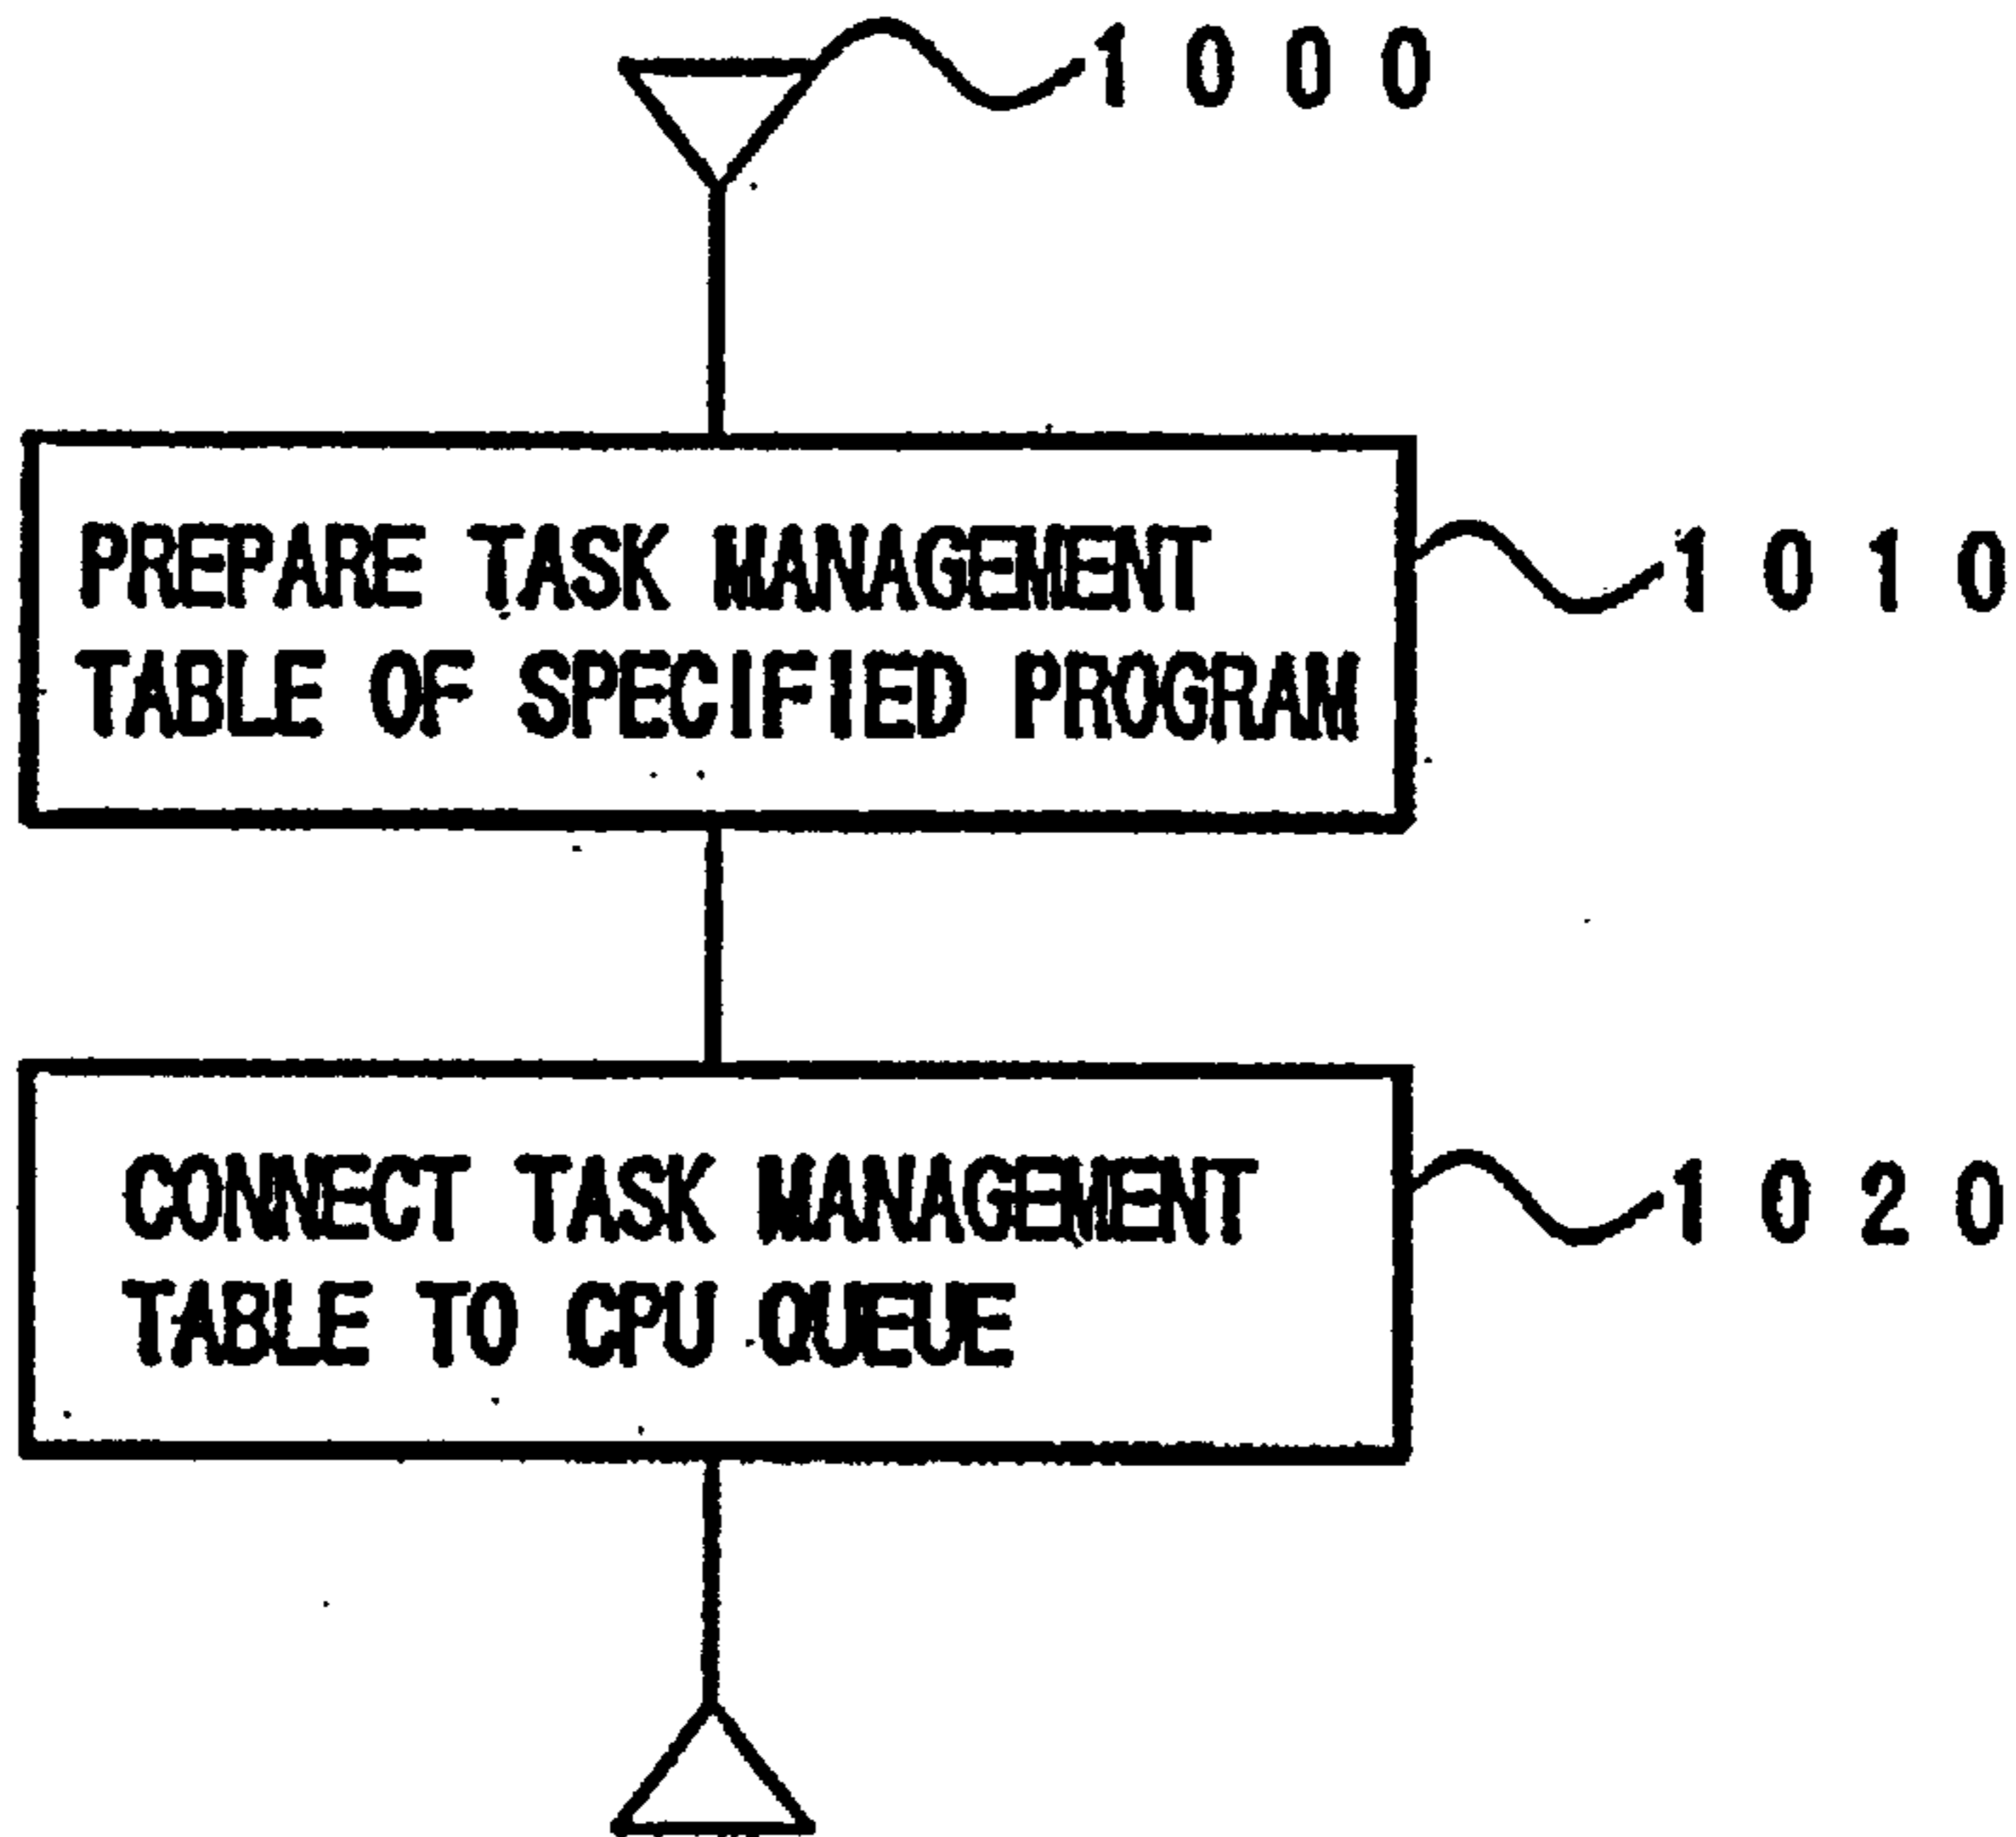 1000
PREPARE TASK MANAGEMENT
TABLE OF SPECIFIED PROGRAM
1010
CONNECT TASK MANAGEMENT
TABLE TO CPU QUEUE
1020